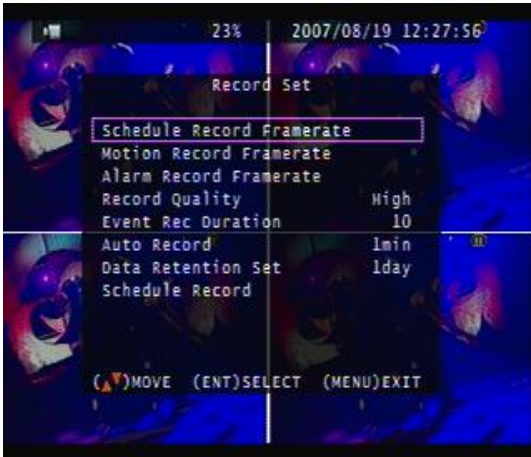 23% 2007/08/19 12:27:56
Record Set
Schedule Record Framerate
Motion Record Framerate
Alarm Record Framerate
Record Quality High
Event Rec Duration 10
Auto Record 1min
Data Retention Set 1day
Schedule Record
(▲▼)MOVE (ENT)SELECT (MENU)EXIT